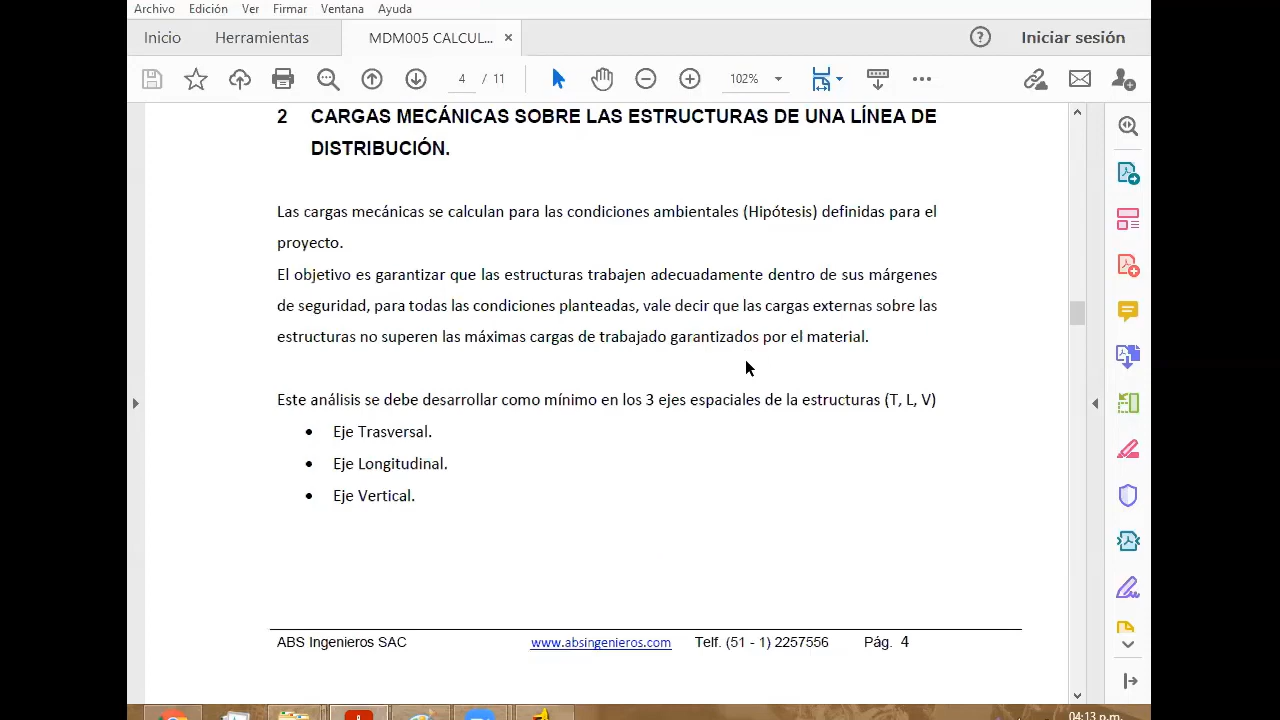 Archivo Edición Ver Firmar Ventana Ayuda
Inicio Herramientas MDM005 CALCUL... × ? Iniciar sesión
4 / 11 102%
2 CARGAS MECÁNICAS SOBRE LAS ESTRUCTURAS DE UNA LÍNEA DE
DISTRIBUCIÓN.
Las cargas mecánicas se calculan para las condiciones ambientales (Hipótesis) definidas para el
proyecto.
El objetivo es garantizar que las estructuras trabajen adecuadamente dentro de sus márgenes
de seguridad, para todas las condiciones planteadas, vale decir que las cargas externas sobre las
estructuras no superen las máximas cargas de trabajado garantizados por el material.
Este análisis se debe desarrollar como mínimo en los 3 ejes espaciales de la estructuras (T, L, V)
• Eje Trasversal.
• Eje Longitudinal.
• Eje Vertical.
ABS Ingenieros SAC www.absingenieros.com Telf. (51 - 1) 2257556 Pág. 4
04:13 p.m.